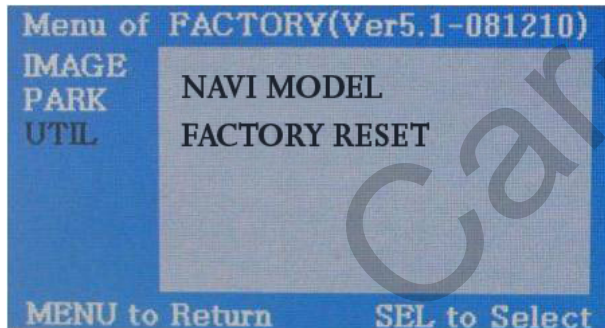 Menu of FACTORY(Ver5.1-081210)
IMAGE
PARK
UTIL
NAVI MODEL
FACTORY RESET
MENU to Return SEL to Select
Car